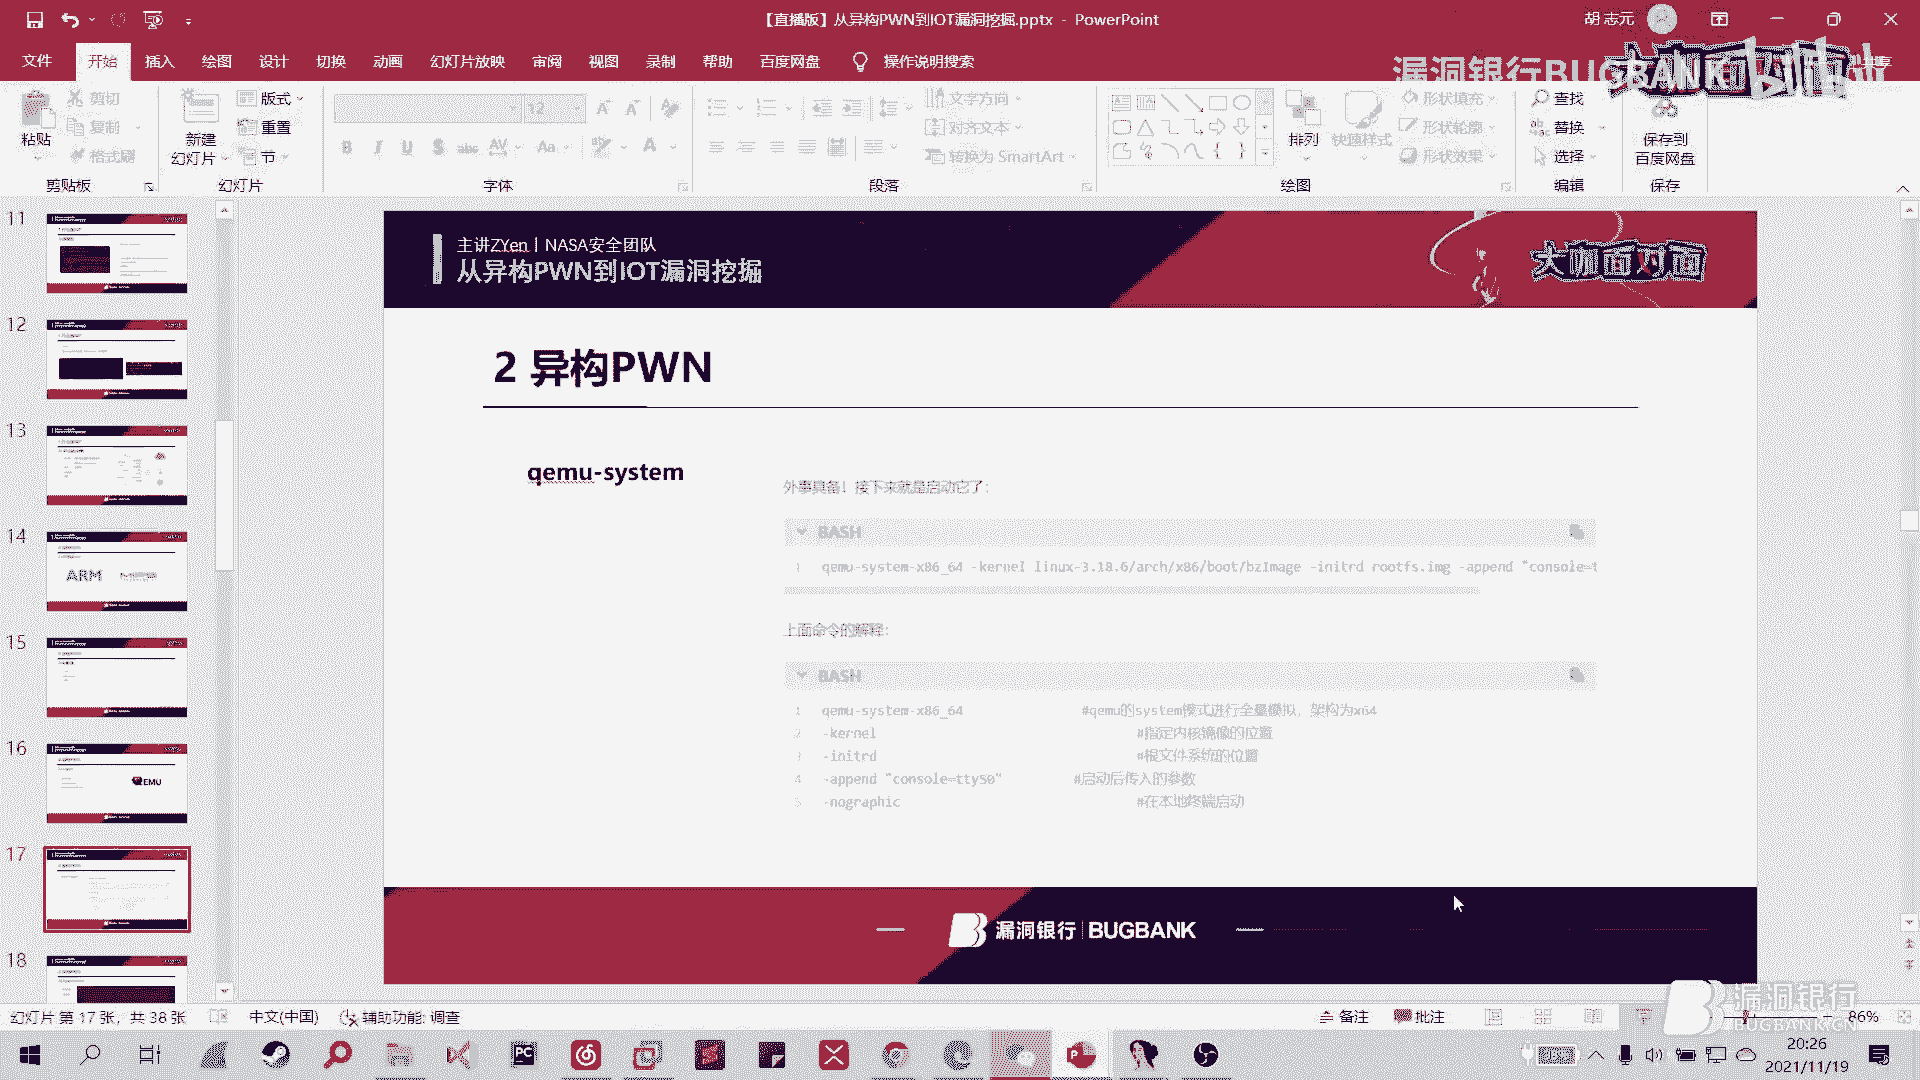 【直播版】从异构PWN到IOT漏洞挖掘.pptx - PowerPoint
胡 志元
文件 开始 插入 绘图 设计 切换 动画 幻灯片放映 审阅 视图 录制 帮助 百度网盘 操作说明搜索
共享
漏洞银行BUGBANK
大咖面对面
粘贴
剪切
复制
格式刷
剪贴板
新建
幻灯片
版式
重置
节
幻灯片
12
字体
文字方向
对齐文本
转换为 SmartArt
段落
排列
快速样式
形状填充
形状轮廓
形状效果
绘图
查找
替换
选择
编辑
保存到
百度网盘
保存
11
12
13
14
ARM
15
16
QEMU
17
18
主讲ZYen丨NASA安全团队
从异构PWN到IOT漏洞挖掘
大咖面对面
2 异构PWN
qemu-system
外事具备！接下来就是启动它了：
BASH
1 qemu-system-x86_64 -kernel linux-3.18.6/arch/x86/boot/bzImage -initrd rootfs.img -append "console=t
上面命令的解释：
BASH
1 qemu-system-x86_64 #qemu的system模式进行全量模拟，架构为x64
2 -kernel #指定内核镜像的位置
3 -initrd #根文件系统的位置
4 -append "console=ttyS0" #启动后传入的参数
5 -nographic #在本地终端启动
漏洞银行 BUGBANK
漏洞银行
BUGBANK.CN
幻灯片 第 17 张，共 38 张 中文(中国) 辅助功能: 调查
备注 批注 86%
20:26
2021/11/19